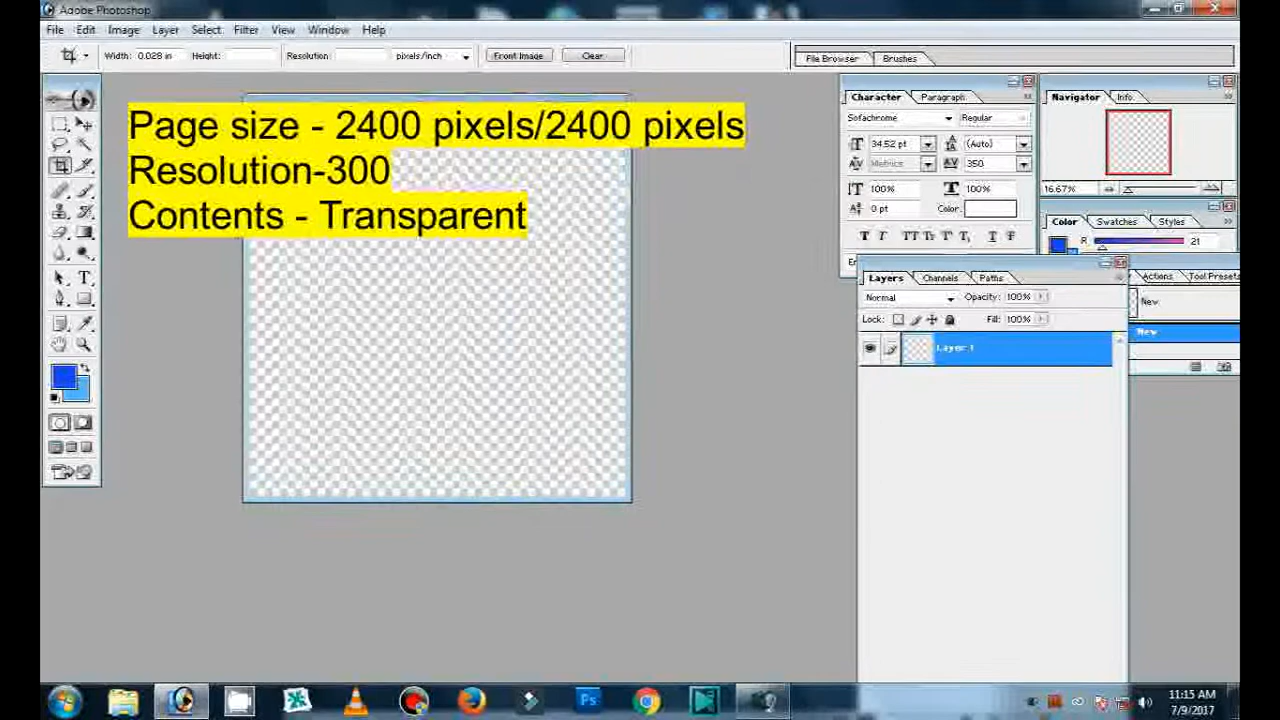 Adobe Photoshop
File Edit Image Layer Select Filter View Window Help
Width: 0.028 in Height: Resolution: pixels/inch Front Image Clear
File Browser Brushes
Page size - 2400 pixels/2400 pixels
Resolution-300
Contents - Transparent
Character Paragraph
Sofachrome Regular
34.52 pt (Auto)
Metrics 350
100% 100%
0 pt Color:
Navigator Info
16.67%
Color Swatches Styles
R 21
Layers Channels Paths
Normal Opacity: 100%
Lock: Fill: 100%
Layer 1
Actions Tool Presets
New
New
11:15 AM
7/9/2017